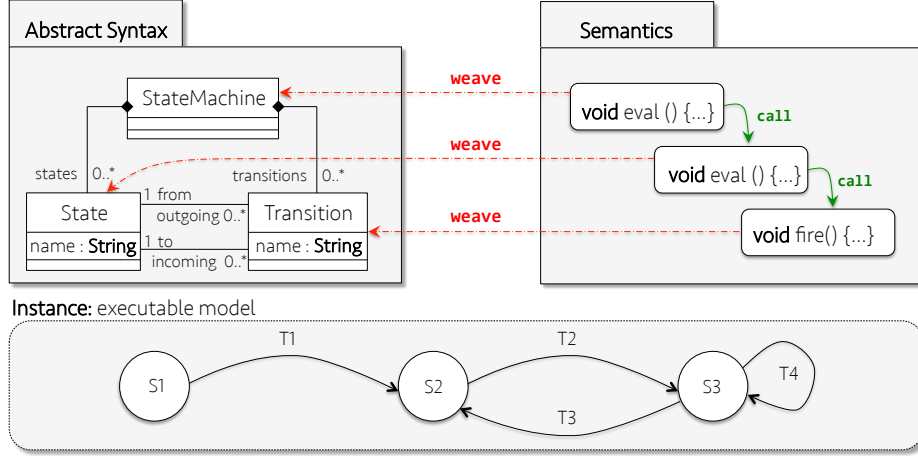 Abstract Syntax
Semantics
StateMachine
weave
void eval () {...}
call
weave
states 0..*
transitions 0..*
void eval () {...}
call
State
1 from
outgoing 0..*
Transition
weave
void fire() {...}
name : String
1 to
incoming 0..*
name : String
Instance: executable model
T1
T2
S1
S2
S3
T4
T3